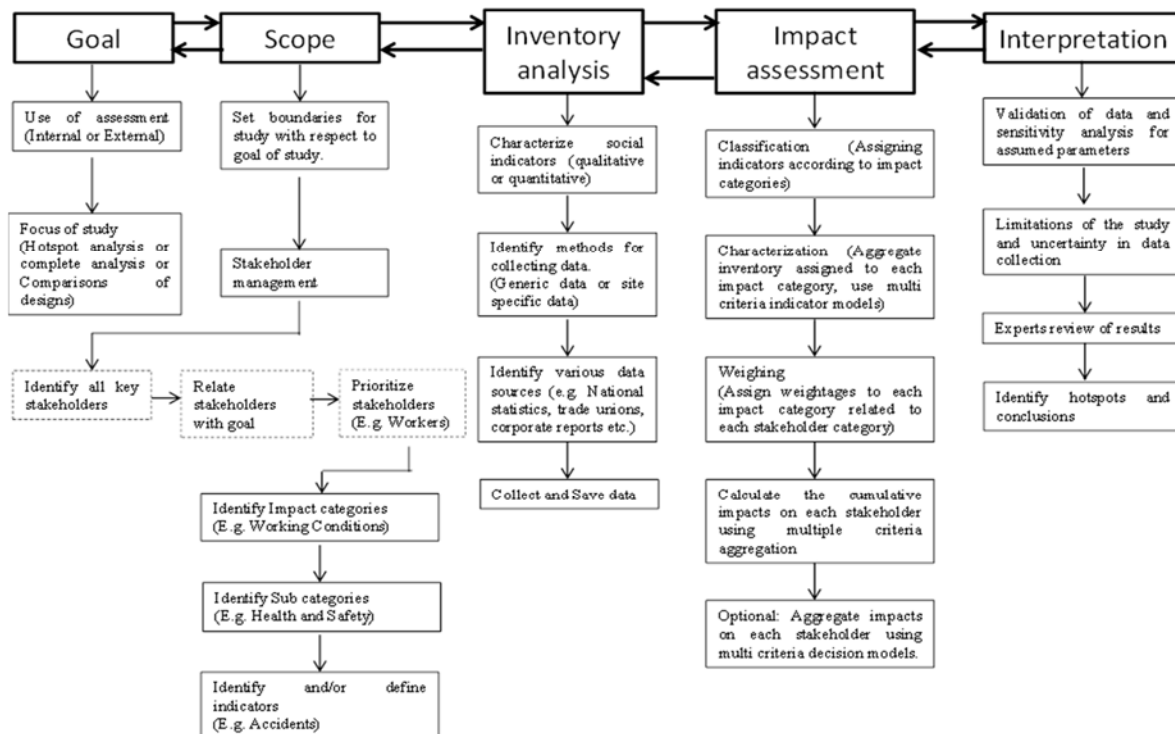 Goal
Scope
Inventory
analysis
Impact
assessment
Interpretation
Use of assessment
(Internal or External)
Focus of study
(Hotspot analysis or
complete analysis or
Comparisons of
designs)
Set boundaries for
study with respect to
goal of study.
Stakeholder
management
Identify all key
stakeholders
Relate
stakeholders
with goal
Prioritize
stakeholders
(E.g. Workers)
Identify Impact categories
(E.g. Working Conditions)
Identify Sub categories
(E.g. Health and Safety)
Identify and/or define
indicators
(E.g. Accidents)
Characterize social
indicators (qualitative
or quantitative)
Identify methods for
collecting data.
(Generic data or site
specific data)
Identify various data
sources (e.g. National
statistics, trade unions,
corporate reports etc.)
Collect and Save data
Classification (Assigning
indicators according to impact
categories)
Characterization (Aggregate
inventory assigned to each
impact category, use multi
criteria indicator models)
Weighing
(Assign weightages to each
impact category related to
each stakeholder category)
Calculate the cumulative
impacts on each stakeholder
using multiple criteria
aggregation
Optional: Aggregate impacts
on each stakeholder using
multi criteria decision models.
Validation of data and
sensitivity analysis for
assumed parameters
Limitations of the study
and uncertainty in data
collection
Experts review of results
Identify hotspots and
conclusions